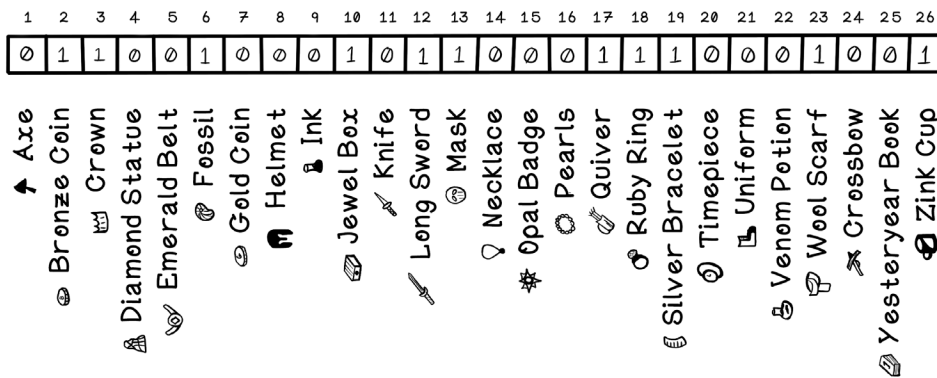 1 2 3 4 5 6 7 8 9 10 11 12 13 14 15 16 17 18 19 20 21 22 23 24 25 26
0 1 1 0 0 1 0 0 0 1 0 1 1 0 0 0 1 1 1 0 0 0 1 0 0 1
Axe
Bronze Coin
Crown
Diamond Statue
Emerald Belt
Fossil
Gold Coin
Helmet
Ink
Jewel Box
Knife
Long Sword
Mask
Necklace
Opal Badge
Pearls
Quiver
Ruby Ring
Silver Bracelet
Timepiece
Uniform
Venom Potion
Wool Scarf
Crossbow
Yesteryear Book
Zink Cup